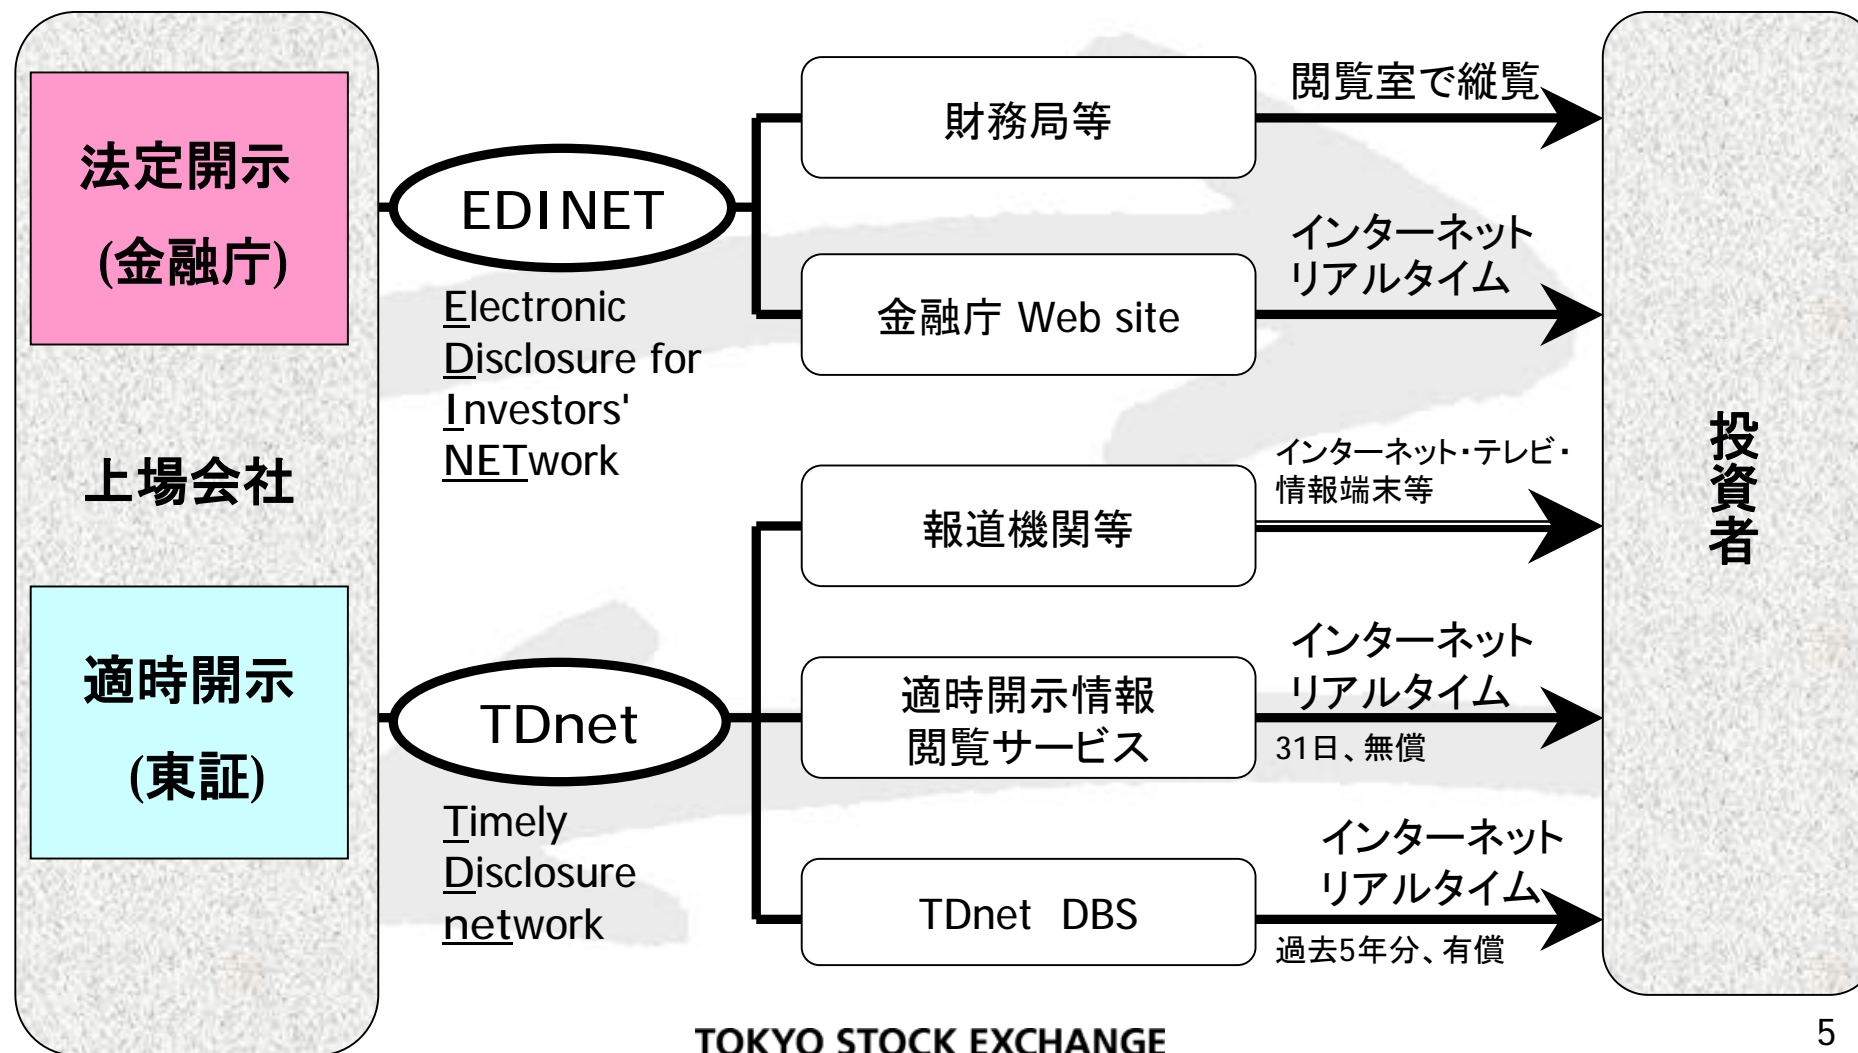 法定開示
(金融庁)
上場会社
適時開示
(東証)
EDINET
Electronic
Disclosure for
Investors'
NETwork
TDnet
Timely
Disclosure
network
財務局等
金融庁 Web site
報道機関等
適時開示情報
閲覧サービス
TDnet DBS
閲覧室で縦覧
インターネット
リアルタイム
インターネット・テレビ・
情報端末等
インターネット
リアルタイム
31日、無償
インターネット
リアルタイム
過去5年分、有償
投資者
TOKYO STOCK EXCHANGE
5